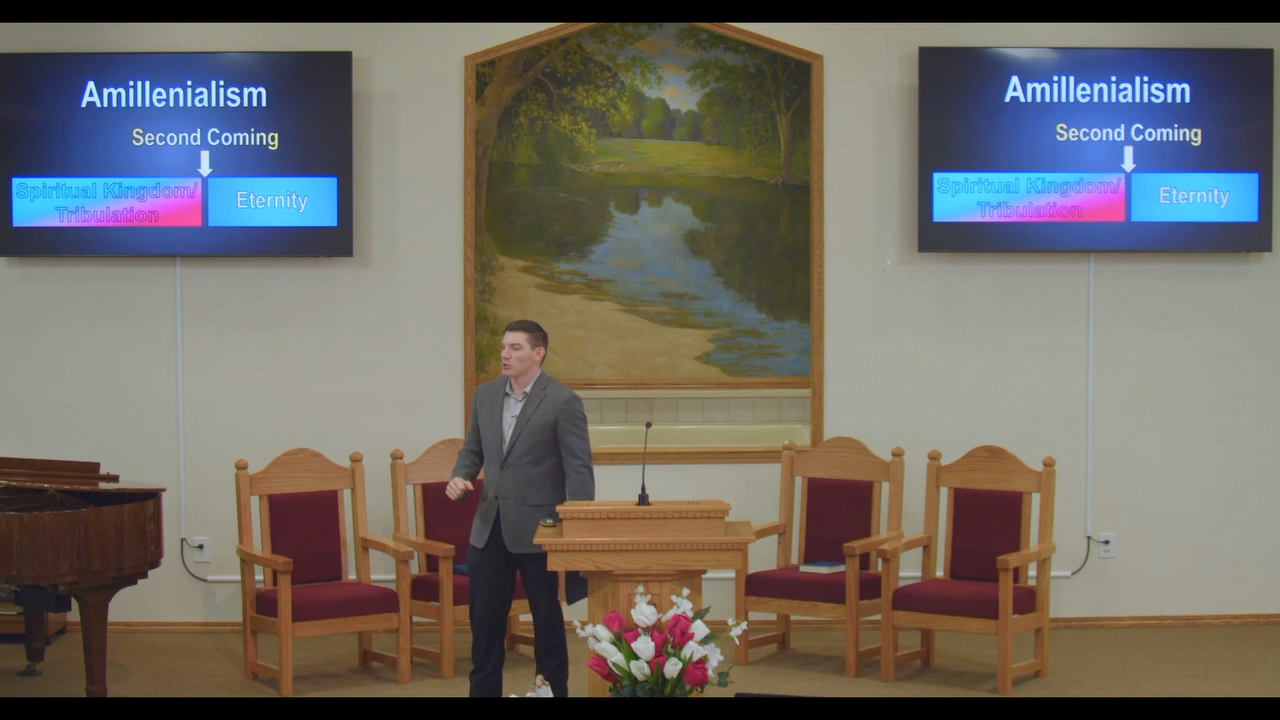 Amillenialism
Second Coming
Spiritual Kingdom/
Tribulation
Eternity
Amillenialism
Second Coming
Spiritual Kingdom/
Tribulation
Eternity